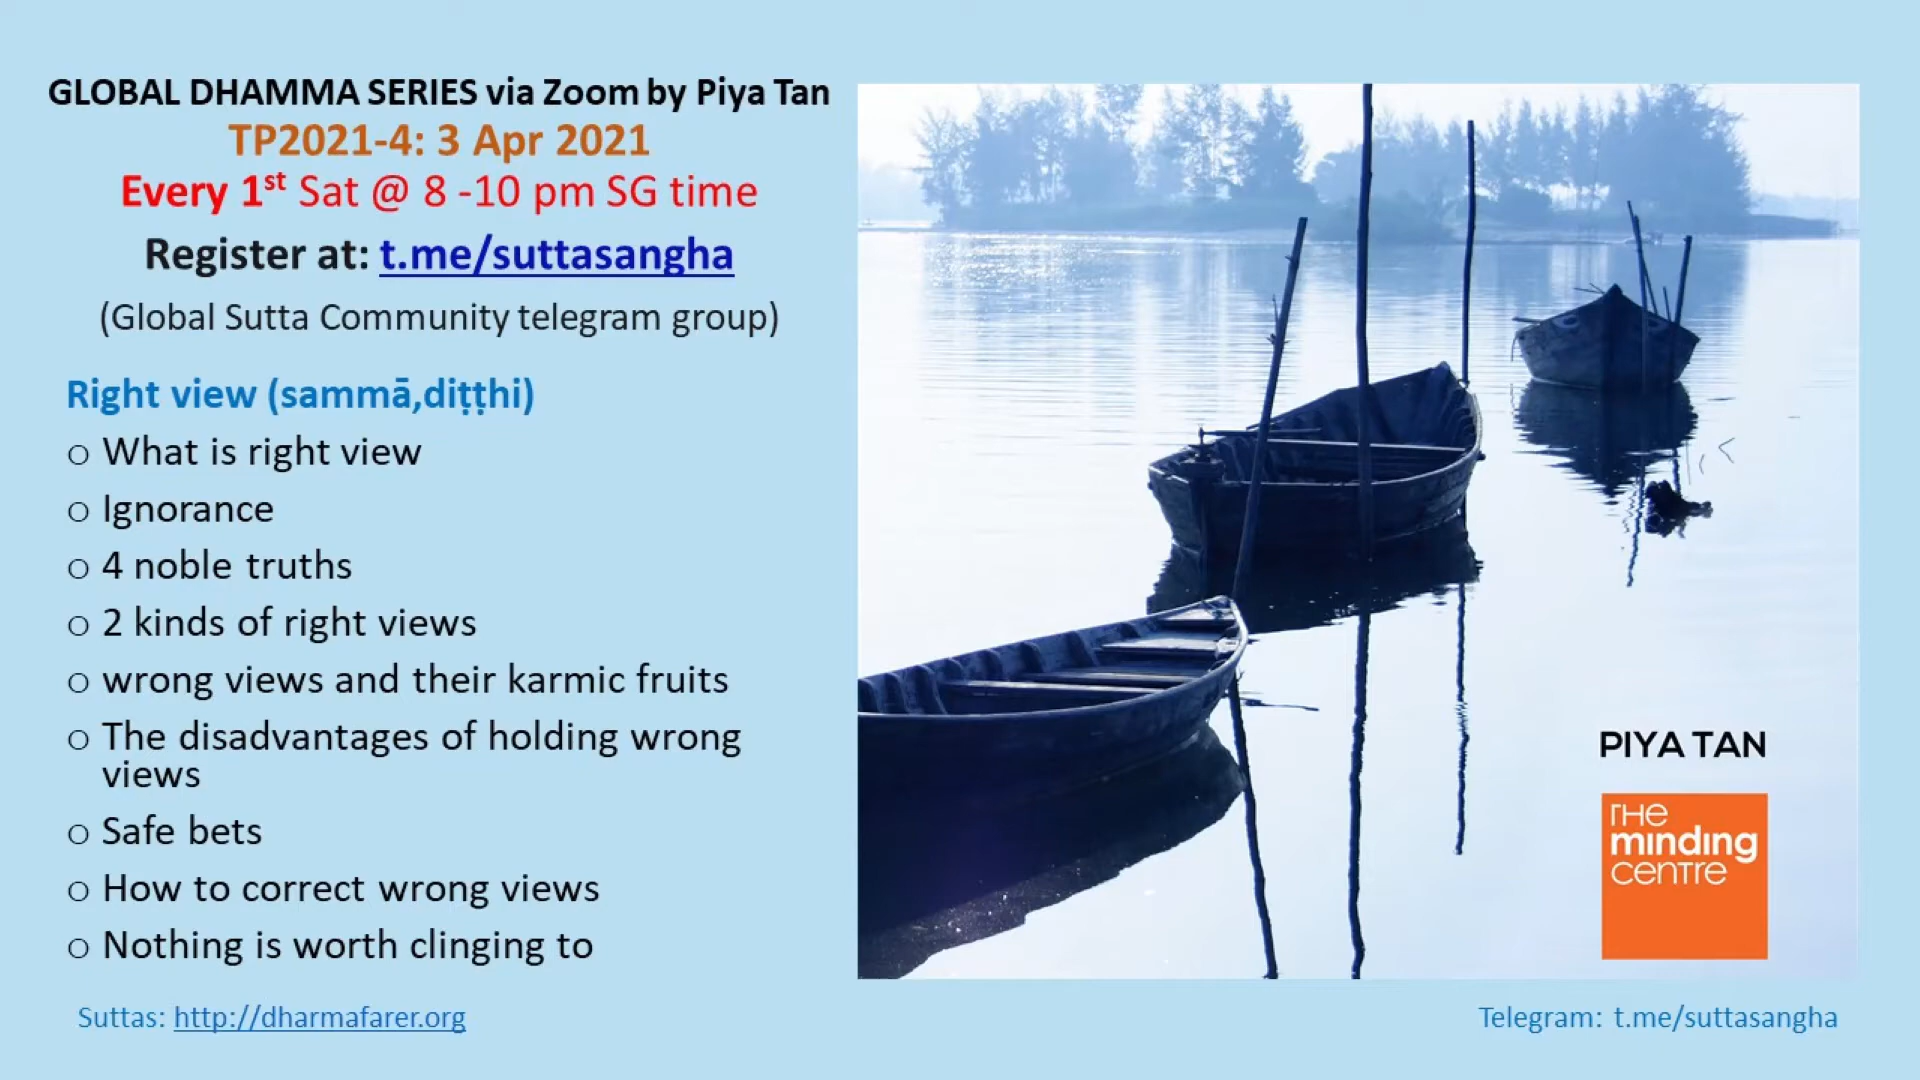 GLOBAL DHAMMA SERIES via Zoom by Piya Tan
TP2021-4: 3 Apr 2021
Every 1st Sat @ 8 -10 pm SG time
Register at: t.me/suttasangha
(Global Sutta Community telegram group)
Right view (sammā,diṭṭhi)
○ What is right view
○ Ignorance
○ 4 noble truths
○ 2 kinds of right views
○ wrong views and their karmic fruits
○ The disadvantages of holding wrong
views
○ Safe bets
○ How to correct wrong views
○ Nothing is worth clinging to
Suttas: http://dharmafarer.org
PIYA TAN
THe
minding
cenTre
Telegram: t.me/suttasangha